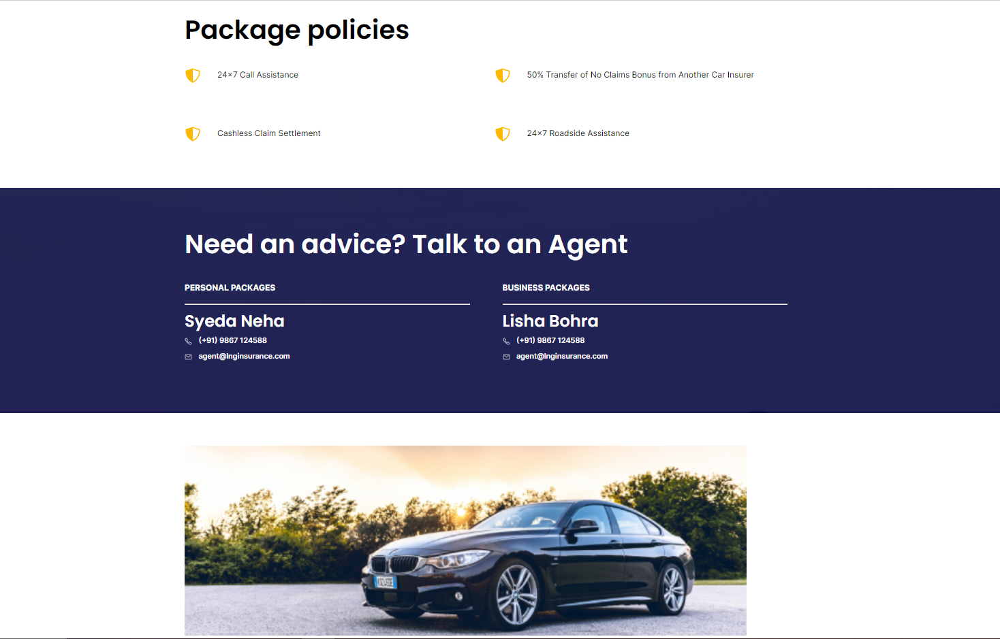 Package policies
24×7 Call Assistance
50% Transfer of No Claims Bonus from Another Car Insurer
Cashless Claim Settlement
24×7 Roadside Assistance
Need an advice? Talk to an Agent
PERSONAL PACKAGES
Syeda Neha
(+91) 9867 124588
agent@lnginsurance.com
BUSINESS PACKAGES
Lisha Bohra
(+91) 9867 124588
agent@lnginsurance.com